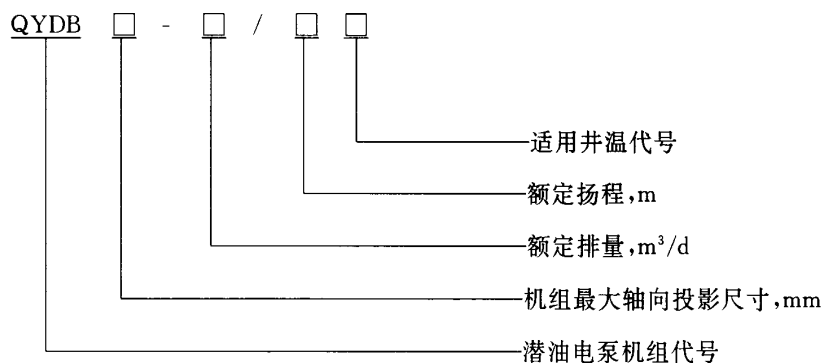 QYDB □ - □ / □ □
适用井温代号
额定扬程,m
额定排量,m³/d
机组最大轴向投影尺寸,mm
潜油电泵机组代号